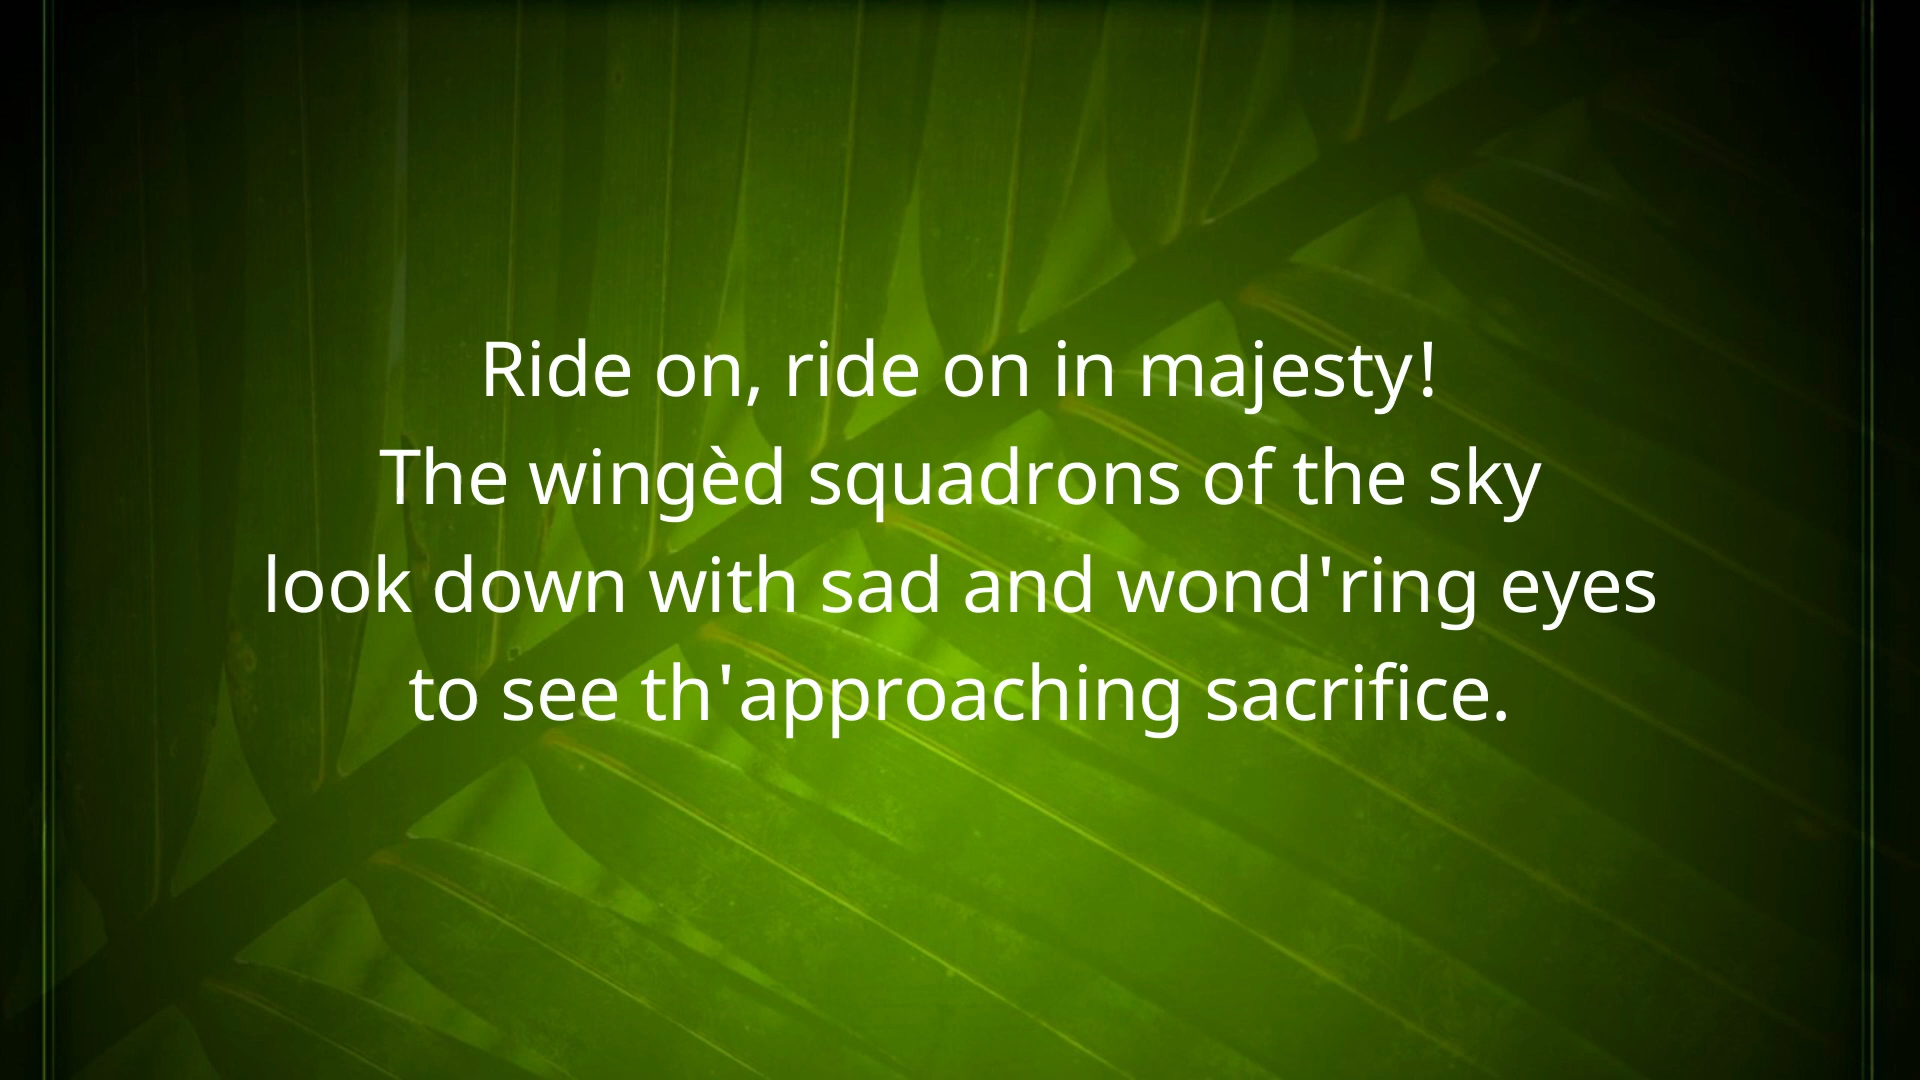 Ride on, ride on in majesty!
The wingèd squadrons of the sky
look down with sad and wond'ring eyes
to see th'approaching sacrifice.